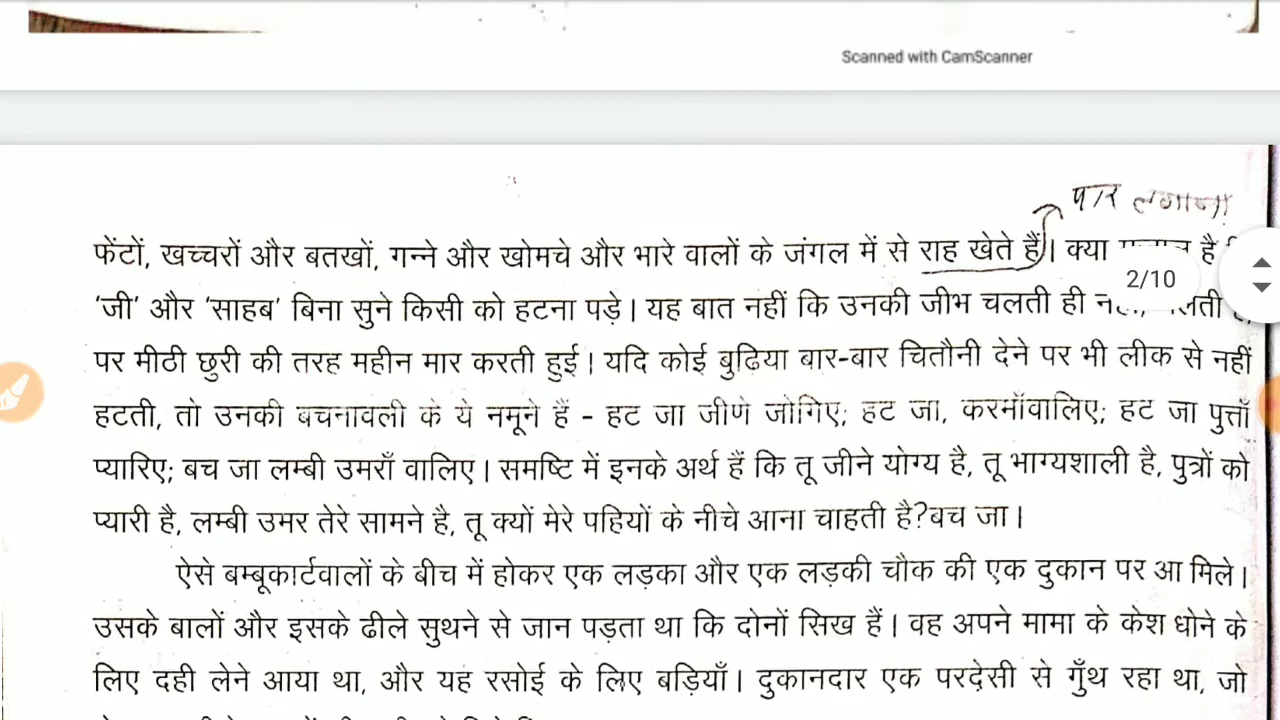 Scanned with CamScanner
पार लगाना
फेंटों, खच्चरों और बतखों, गन्ने और खोमचे और भारे वालों के जंगल में से राह खेते हैं। क्या है
2/10
'जी' और 'साहब' बिना सुने किसी को हटना पड़े। यह बात नहीं कि उनकी जीभ चलती ही
पर मीठी छुरी की तरह महीन मार करती हुई। यदि कोई बुढिया बार-बार चितौनी देने पर भी लीक से नहीं
हटती, तो उनकी बचनावली के ये नमूने हैं - हट जा जीणे जोगिए; हट जा, करमाँवालिए; हट जा पुत्ताँ
प्यारिए; बच जा लम्बी उमराँ वालिए। समष्टि में इनके अर्थ हैं कि तू जीने योग्य है, तू भाग्यशाली है, पुत्रों को
प्यारी है, लम्बी उमर तेरे सामने है, तू क्यों मेरे पहियों के नीचे आना चाहती है?बच जा।
ऐसे बम्बूकार्टवालों के बीच में होकर एक लड़का और एक लड़की चौक की एक दुकान पर आ मिले।
उसके बालों और इसके ढीले सुथने से जान पड़ता था कि दोनों सिख हैं। वह अपने मामा के केश धोने के
लिए दही लेने आया था, और यह रसोई के लिए बड़ियाँ। दुकानदार एक परदेसी से गुँथ रहा था, जो